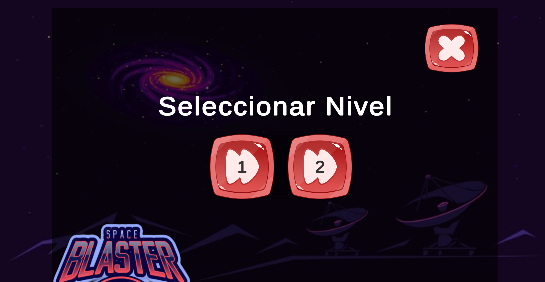 Seleccionar Nivel
1 2
SPACE
BLASTER